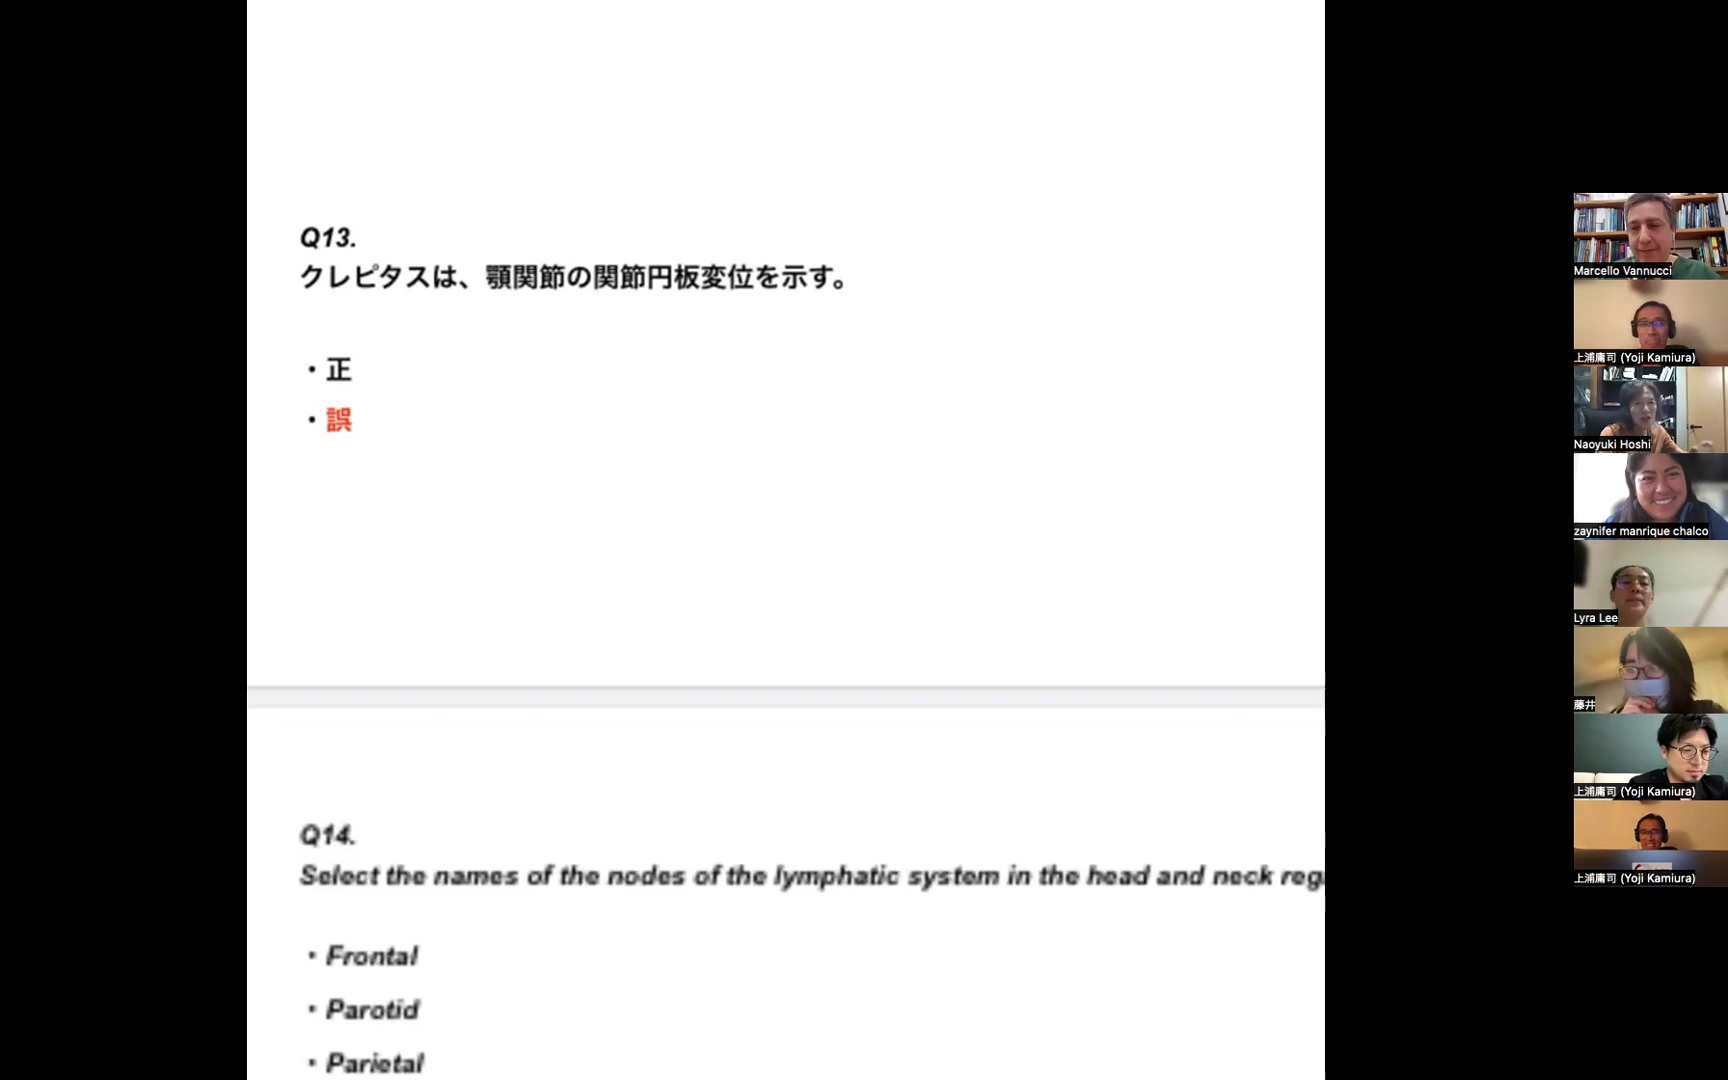 Q13.
クレピタスは、顎関節の関節円板変位を示す。
・正
・誤
Q14.
Select the names of the nodes of the lymphatic system in the head and neck reg
・Frontal
・Parotid
・Parietal
Marcello Vannucci
上浦庸司 (Yoji Kamiura)
Naoyuki Hoshi
zaynifer manrique chalco
Lyra Lee
藤井
上浦庸司 (Yoji Kamiura)
上浦庸司 (Yoji Kamiura)